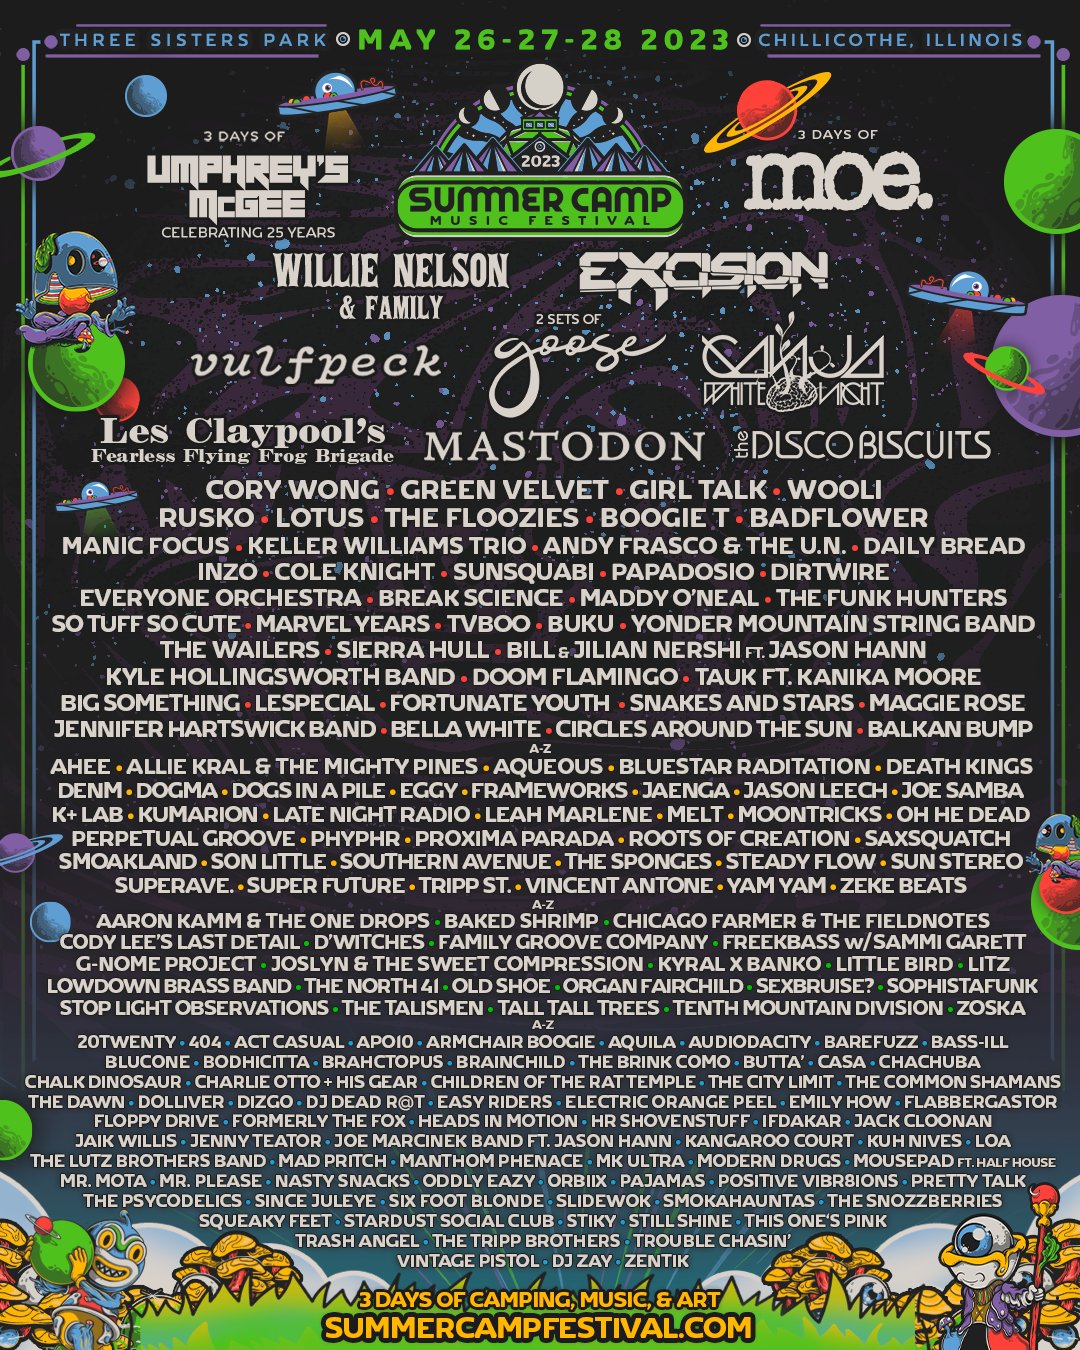 THREE SISTERS PARK MAY 26-27-28 2023 CHILLICOTHE, ILLINOIS
3 DAYS OF
UMPHREY'S
McGEE
CELEBRATING 25 YEARS
2023
SUMMER CAMP
MUSIC FESTIVAL
3 DAYS OF
moe.
WILLIE NELSON
& FAMILY
EXCISION
vulfpeck
2 SETS OF
goose
GANJA
WHITE NIGHT
Les Claypool's
Fearless Flying Frog Brigade
MASTODON
the DISCO BISCUITS
CORY WONG • GREEN VELVET • GIRL TALK • WOOLI
RUSKO • LOTUS • THE FLOOZIES • BOOGIE T • BADFLOWER
MANIC FOCUS • KELLER WILLIAMS TRIO • ANDY FRASCO & THE U.N. • DAILY BREAD
INZO • COLE KNIGHT • SUNSQUABI • PAPADOSIO • DIRTWIRE
EVERYONE ORCHESTRA • BREAK SCIENCE • MADDY O'NEAL • THE FUNK HUNTERS
SO TUFF SO CUTE • MARVEL YEARS • TVBOO • BUKU • YONDER MOUNTAIN STRING BAND
THE WAILERS • SIERRA HULL • BILL & JILIAN NERSHI FT. JASON HANN
KYLE HOLLINGSWORTH BAND • DOOM FLAMINGO • TAUK FT. KANIKA MOORE
BIG SOMETHING • LESPECIAL • FORTUNATE YOUTH • SNAKES AND STARS • MAGGIE ROSE
JENNIFER HARTSWICK BAND • BELLA WHITE • CIRCLES AROUND THE SUN • BALKAN BUMP
A-Z
AHEE • ALLIE KRAL & THE MIGHTY PINES • AQUEOUS • BLUESTAR RADITATION • DEATH KINGS
DENM • DOGMA • DOGS IN A PILE • EGGY • FRAMEWORKS • JAENGA • JASON LEECH • JOE SAMBA
K+ LAB • KUMARION • LATE NIGHT RADIO • LEAH MARLENE • MELT • MOONTRICKS • OH HE DEAD
PERPETUAL GROOVE • PHYPHR • PROXIMA PARADA • ROOTS OF CREATION • SAXSQUATCH
SMOAKLAND • SON LITTLE • SOUTHERN AVENUE • THE SPONGES • STEADY FLOW • SUN STEREO
SUPERAVE. • SUPER FUTURE • TRIPP ST. • VINCENT ANTONE • YAM YAM • ZEKE BEATS
A-Z
AARON KAMM & THE ONE DROPS • BAKED SHRIMP • CHICAGO FARMER & THE FIELDNOTES
CODY LEE'S LAST DETAIL • D'WITCHES • FAMILY GROOVE COMPANY • FREEKBASS w/ SAMMI GARETT
G-NOME PROJECT • JOSLYN & THE SWEET COMPRESSION • KYRAL X BANKO • LITTLE BIRD • LITZ
LOWDOWN BRASS BAND • THE NORTH 41 • OLD SHOE • ORGAN FAIRCHILD • SEXBRUISE? • SOPHISTAFUNK
STOP LIGHT OBSERVATIONS • THE TALISMEN • TALL TALL TREES • TENTH MOUNTAIN DIVISION • ZOSKA
A-Z
20TWENTY • 404 • ACT CASUAL • APO10 • ARMCHAIR BOOGIE • AQUILA • AUDIODACITY • BAREFUZZ • BASS-ILL
BLUCONE • BODHICITTA • BRAHCTOPUS • BRAINCHILD • THE BRINK COMO • BUTTA' • CASA • CHACHUBA
CHALK DINOSAUR • CHARLIE OTTO + HIS GEAR • CHILDREN OF THE RAT TEMPLE • THE CITY LIMIT • THE COMMON SHAMANS
THE DAWN • DOLLIVER • DIZGO • DJ DEAD R@T • EASY RIDERS • ELECTRIC ORANGE PEEL • EMILY HOW • FLABBERGASTOR
FLOPPY DRIVE • FORMERLY THE FOX • HEADS IN MOTION • HR SHOVENSTUFF • IFDAKAR • JACK CLOONAN
JAIK WILLIS • JENNY TEATOR • JOE MARCINEK BAND FT. JASON HANN • KANGAROO COURT • KUH NIVES • LOA
THE LUTZ BROTHERS BAND • MAD PRITCH • MANTHOM PHENACE • MK ULTRA • MODERN DRUGS • MOUSEPAD FT. HALF HOUSE
MR. MOTA • MR. PLEASE • NASTY SNACKS • ODDLY EAZY • ORBIIX • PAJAMAS • POSITIVE VIBR8IONS • PRETTY TALK
THE PSYCODELICS • SINCE JULEYE • SIX FOOT BLONDE • SLIDEWOK • SMOKAHAUNTAS • THE SNOZZBERRIES
SQUEAKY FEET • STARDUST SOCIAL CLUB • STIKY • STILL SHINE • THIS ONE'S PINK
TRASH ANGEL • THE TRIPP BROTHERS • TROUBLE CHASIN'
VINTAGE PISTOL • DJ ZAY • ZENTIK
3 DAYS OF CAMPING, MUSIC, & ART
SUMMERCAMPFESTIVAL.COM